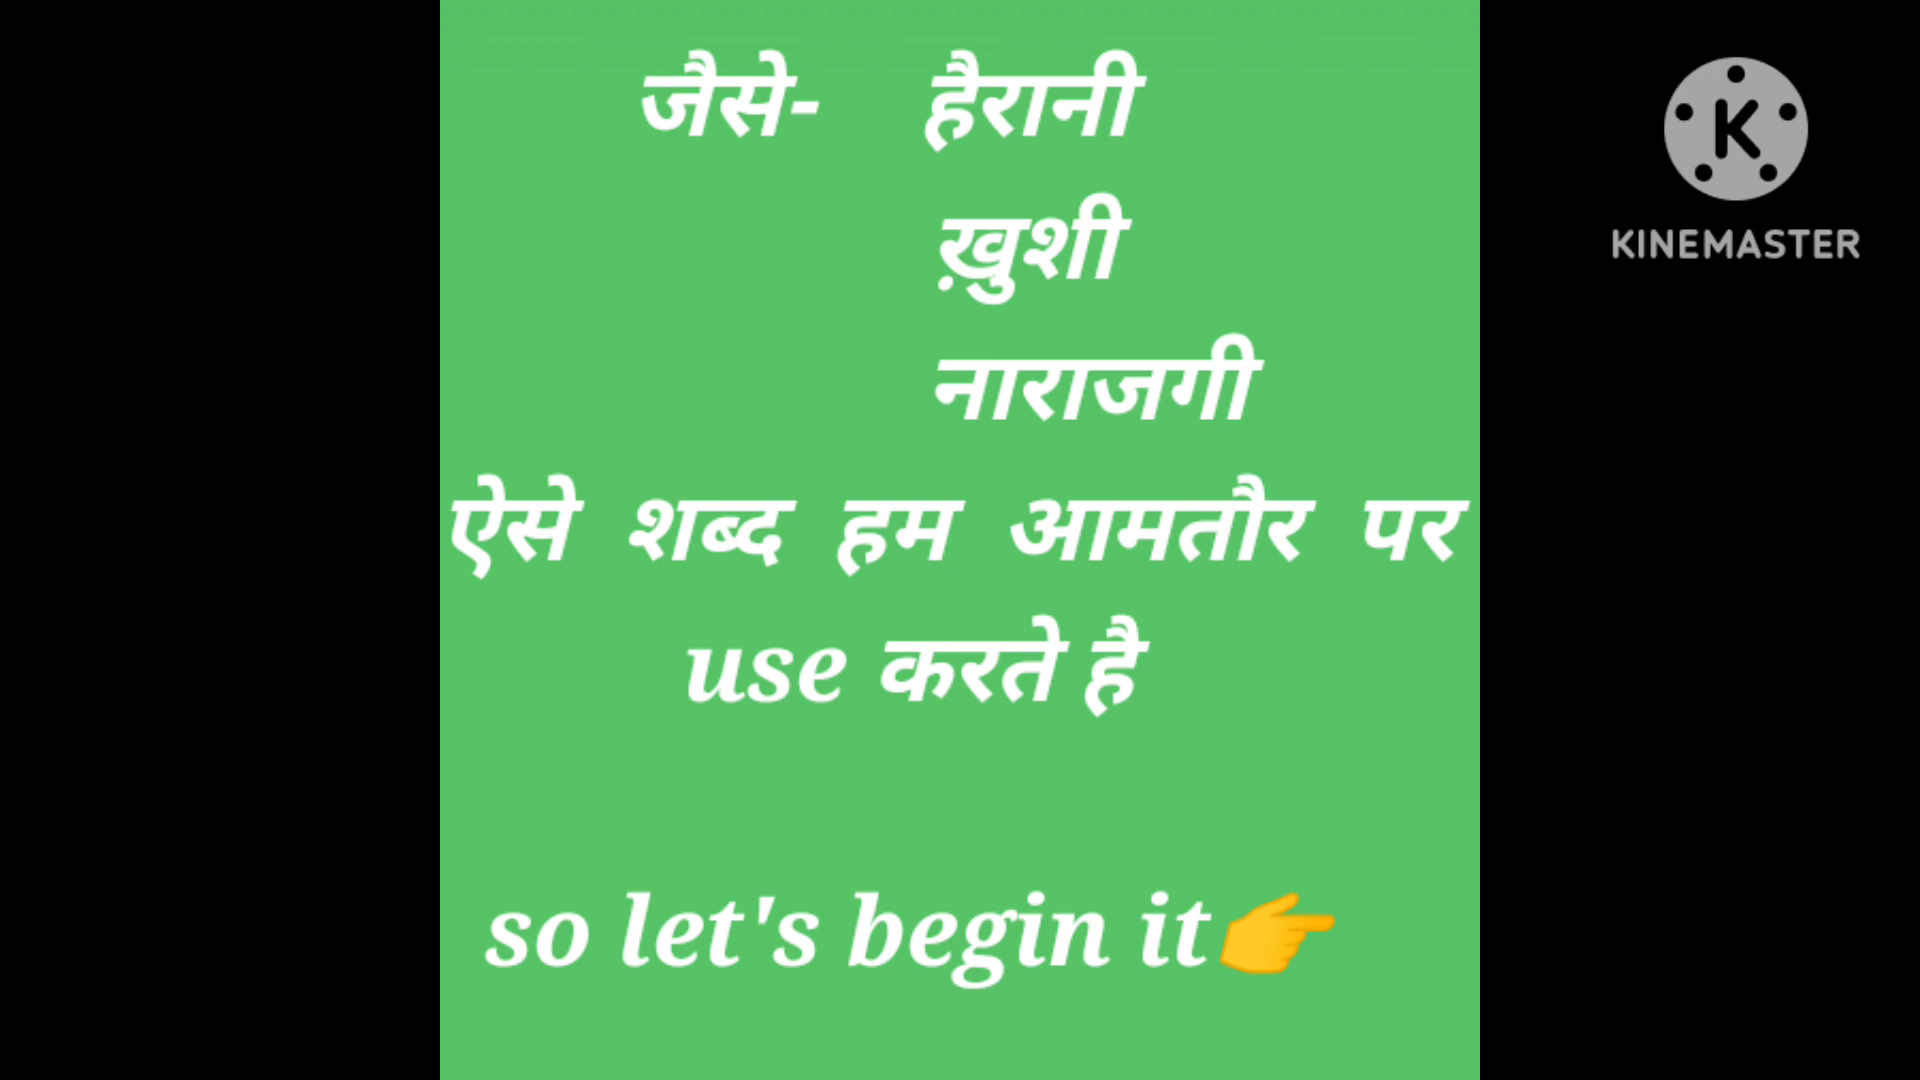 जैसे- हैरानी
ख़ुशी
नाराजगी
ऐसे शब्द हम आमतौर पर
use करते है
so let's begin it👉
KINEMASTER